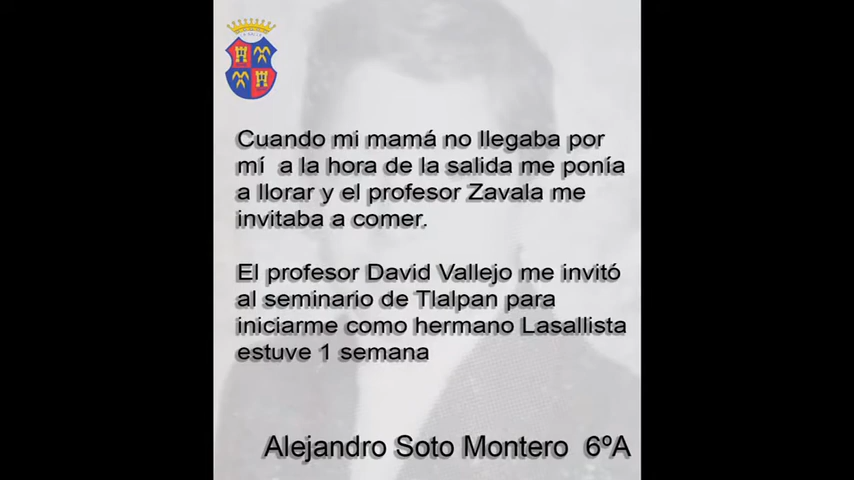 Cuando mi mamá no llegaba por
mí a la hora de la salida me ponía
a llorar y el profesor Zavala me
invitaba a comer.
El profesor David Vallejo me invitó
al seminario de Tlalpan para
iniciarme como hermano Lasallista
estuve 1 semana
Alejandro Soto Montero 6ºA